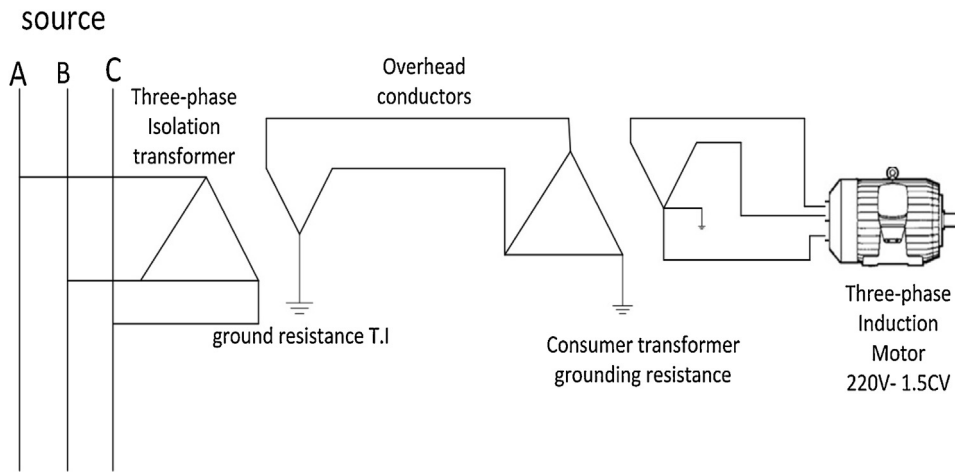 source
A B C
Three-phase
Isolation
transformer
Overhead
conductors
ground resistance T.I
Consumer transformer
grounding resistance
Three-phase
Induction
Motor
220V- 1.5CV